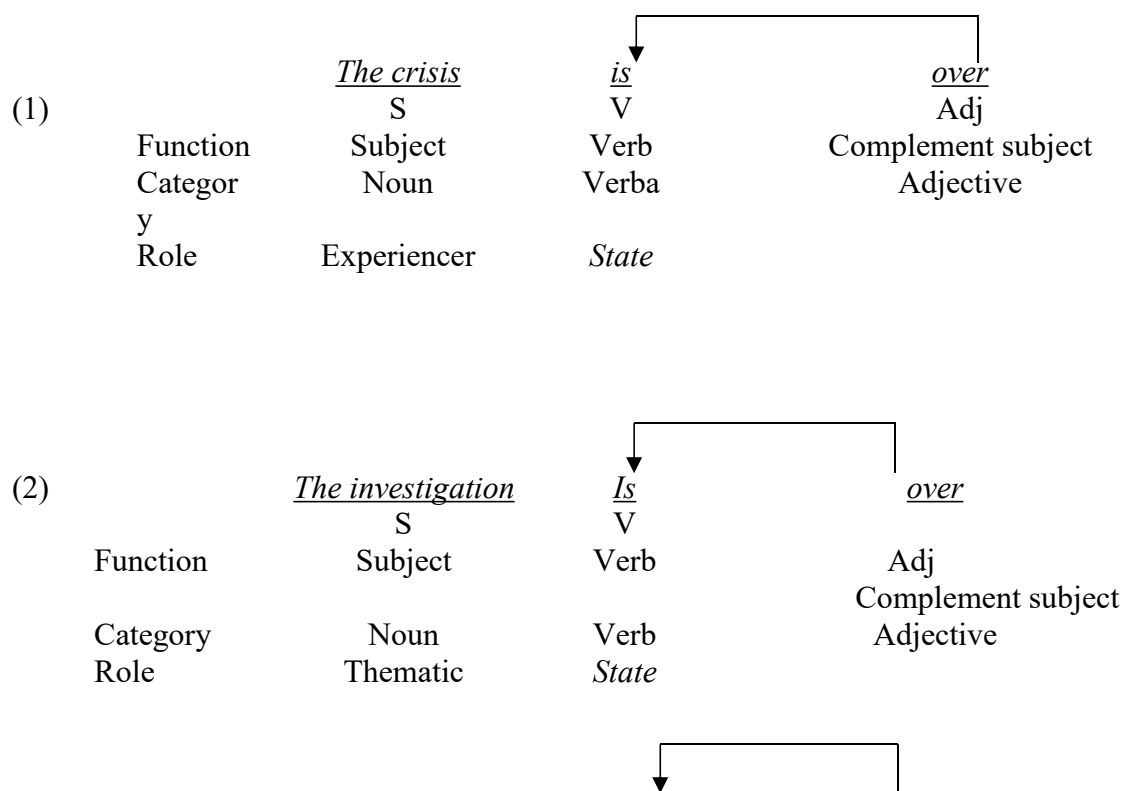 The crisis is over
(1) S V Adj
Function Subject Verb Complement subject
Categor Noun Verba Adjective
y
Role Experiencer State
(2) The investigation Is over
S V
Function Subject Verb Adj
Complement subject
Category Noun Verb Adjective
Role Thematic State